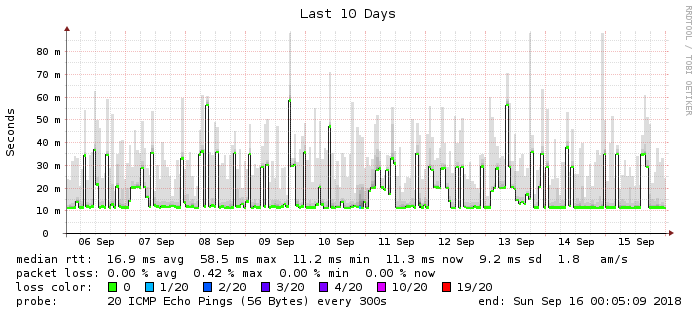 Last 10 Days
RRDTOOL / TOBI OETIKER
Seconds
80 m
70 m
60 m
50 m
40 m
30 m
20 m
10 m
0
06 Sep 07 Sep 08 Sep 09 Sep 10 Sep 11 Sep 12 Sep 13 Sep 14 Sep 15 Sep
median rtt: 16.9 ms avg 58.5 ms max 11.2 ms min 11.3 ms now 9.2 ms sd 1.8 am/s
packet loss: 0.00 % avg 0.42 % max 0.00 % min 0.00 % now
loss color: 0 1/20 2/20 3/20 4/20 10/20 19/20
probe: 20 ICMP Echo Pings (56 Bytes) every 300s end: Sun Sep 16 00:05:09 2018